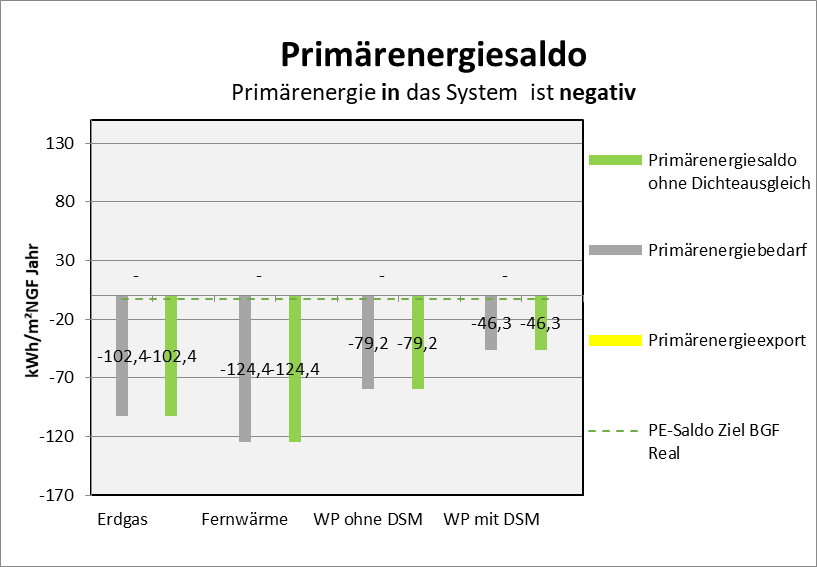 Primärenergiesaldo
Primärenergie in das System ist negativ
kWh/m²NGF Jahr
130
80
30
-20
-70
-120
-170
- - - -
-102,4 -102,4
-124,4 -124,4
-79,2 -79,2
-46,3 -46,3
Erdgas Fernwärme WP ohne DSM WP mit DSM
Primärenergiesaldo
ohne Dichteausgleich
Primärenergiebedarf
Primärenergieexport
PE-Saldo Ziel BGF
Real